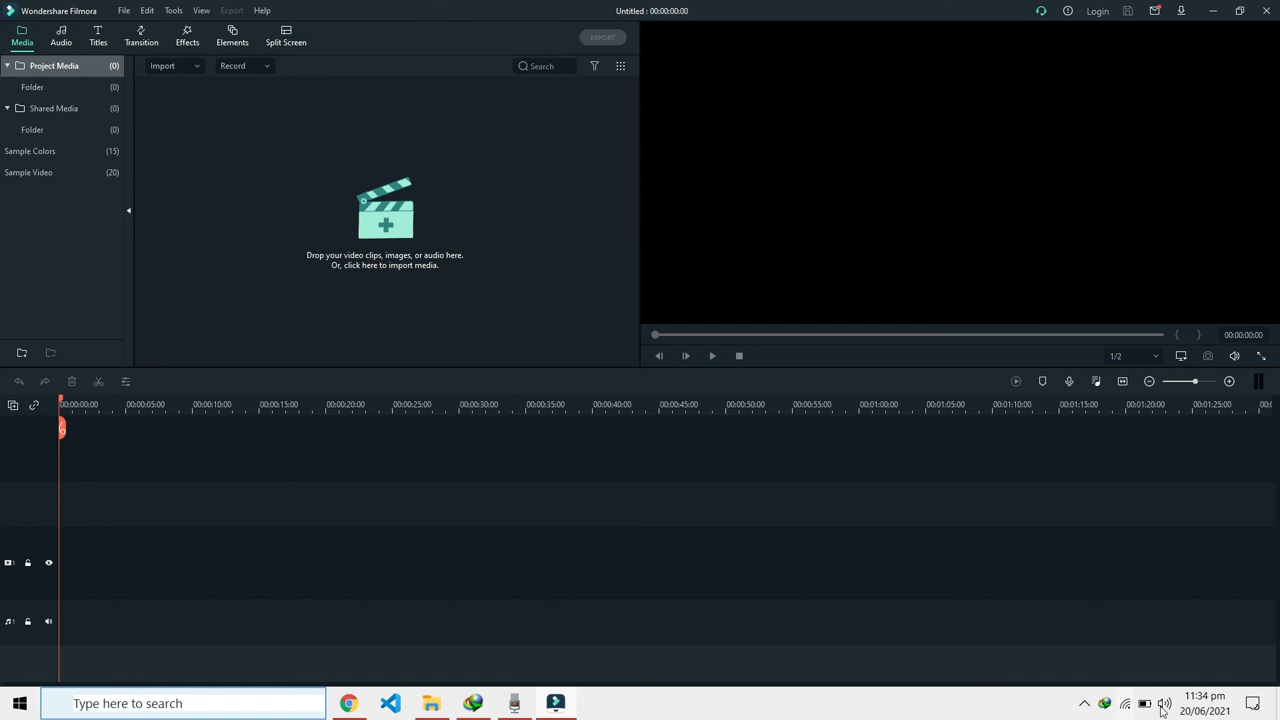 Wondershare Filmora File Edit Tools View Export Help Untitled : 00:00:00:00 Login
Media Audio Titles Transition Effects Elements Split Screen EXPORT
Project Media (0) Import Record Search
Folder (0)
Shared Media (0)
Folder (0)
Sample Colors (15)
Sample Video (20)
Drop your video clips, images, or audio here.
Or, click here to import media.
00:00:00:00
1/2
00:00:00:00 00:00:05:00 00:00:10:00 00:00:15:00 00:00:20:00 00:00:25:00 00:00:30:00 00:00:35:00 00:00:40:00 00:00:45:00 00:00:50:00 00:00:55:00 00:01:00:00 00:01:05:00 00:01:10:00 00:01:15:00 00:01:20:00 00:01:25:00
1
1
Type here to search
11:34 pm
20/06/2021